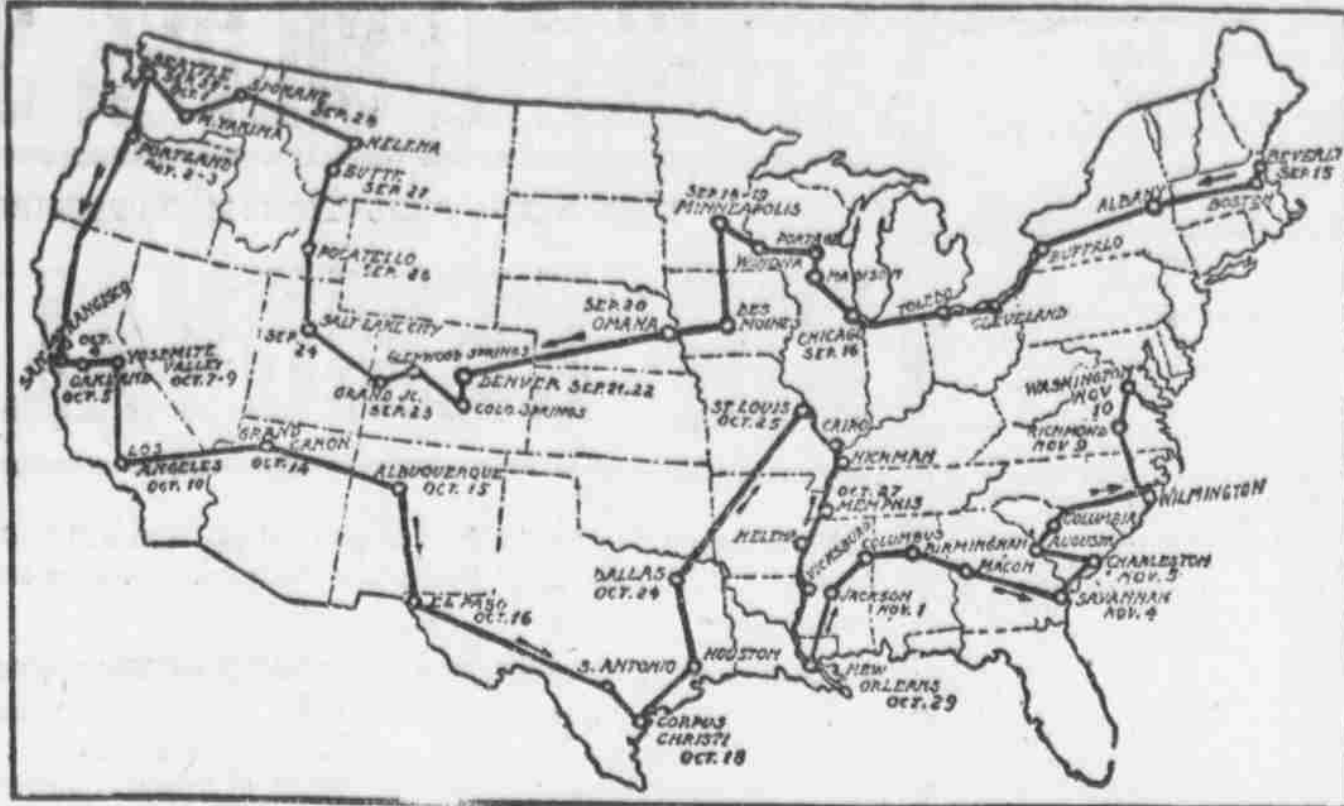 SEATTLE
SEP. 29-
OCT. 1
SPOKANE
SEP. 28
N. YAKIMA
PORTLAND
OCT. 2-3
HELENA
BUTTE
SEP. 27
POCATELLO
SEP. 26
SALT LAKE CITY
SEP.
24
GLENWOOD SPRINGS
GRAND JC.
SEP. 23
DENVER SEP. 21, 22
COLO. SPRINGS
SEP. 20
OMAHA
DES
MOINES
SEP. 18-19
MINNEAPOLIS
WINONA
PORTAGE
MADISON
CHICAGO
SEP. 16
TOLEDO
CLEVELAND
BUFFALO
ALBANY
BOSTON
BEVERLY
SEP. 15
SAN FRANCISCO
OCT.
OAKLAND
OCT. 5
YOSEMITE
VALLEY
OCT. 7-9
LOS
ANGELES
OCT. 10
GRAND
CANON
OCT. 14
ALBUQUERQUE
OCT. 15
EL PASO
OCT. 16
S. ANTONIO
CORPUS
CHRISTI
OCT. 18
HOUSTON
DALLAS
OCT. 24
ST. LOUIS
OCT. 25
CAIRO
HICKMAN
OCT. 27
MEMPHIS
HELENA
VICKSBURG
NEW
ORLEANS
OCT. 29
JACKSON
NOV. 1
COLUMBUS
BIRMINGHAM
MACON
SAVANNAH
NOV. 4
CHARLESTON
NOV. 5
AUGUSTA
COLUMBIA
WILMINGTON
RICHMOND
NOV. 9
WASHINGTON
NOV
10